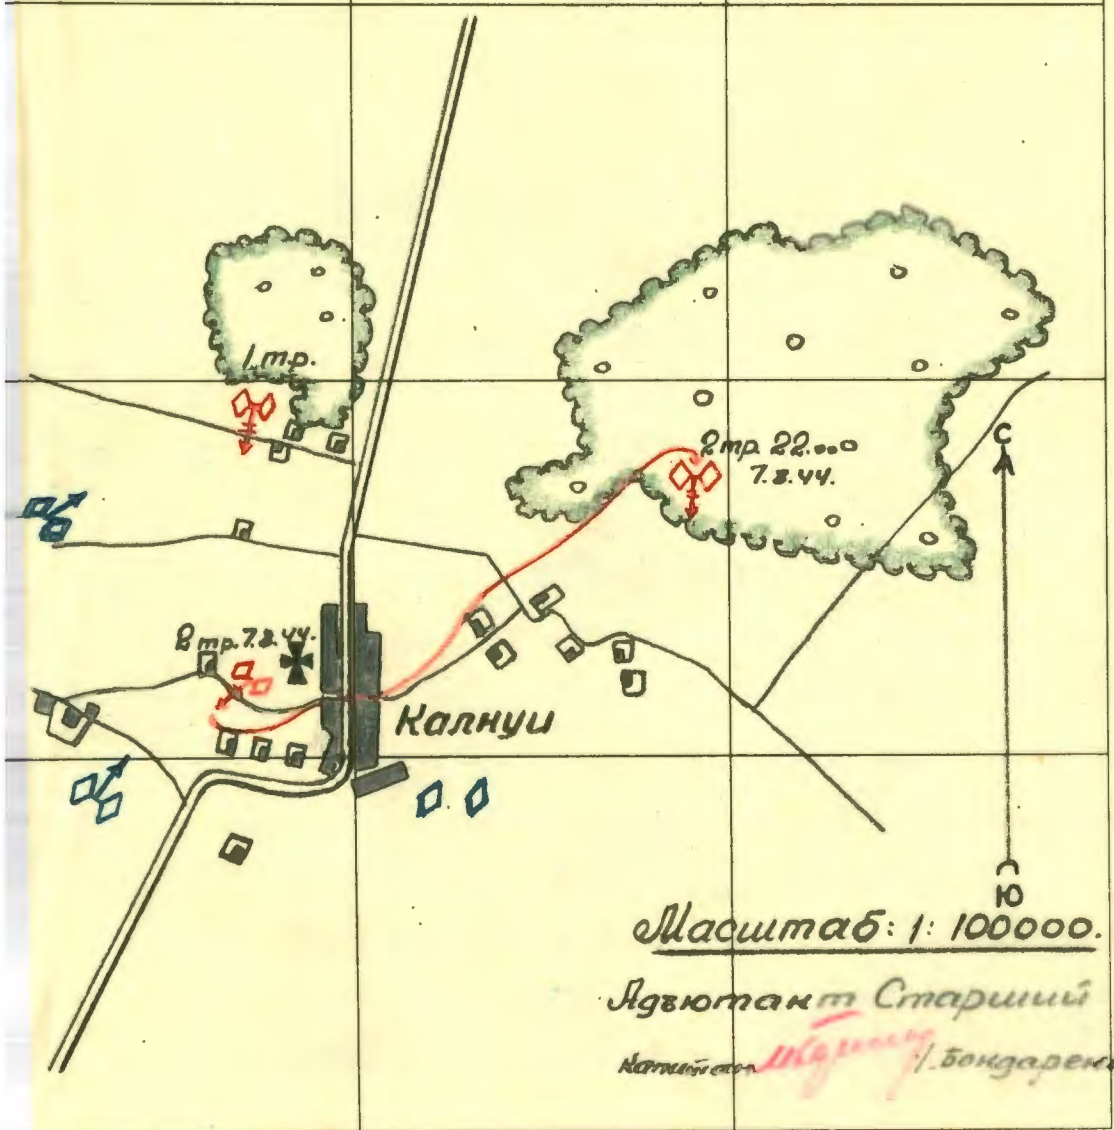 1.тр.
С
2 тр. 22.00
7.8.44.
2 тр. 7.8.44.
Калнуи
Ю
Масштаб: 1: 100000.
Адъютант Старший
Капитан /.Бондарен